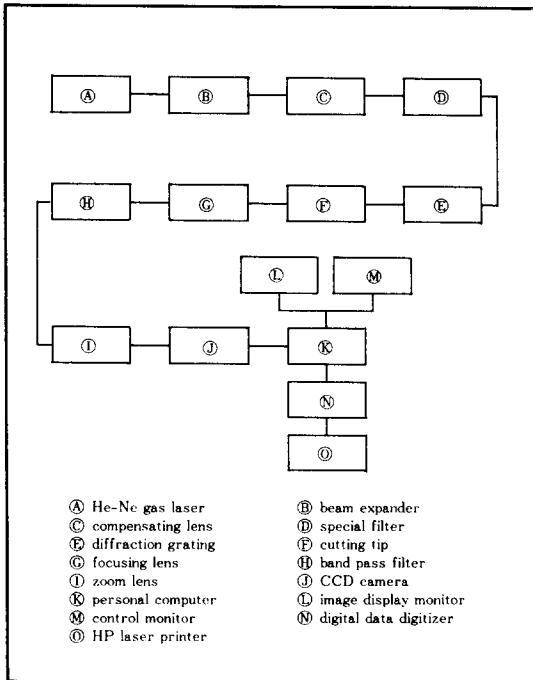 Ⓐ Ⓑ Ⓒ Ⓓ
Ⓗ Ⓖ Ⓕ Ⓔ
Ⓛ Ⓜ
Ⓘ Ⓙ Ⓚ
Ⓝ
Ⓞ
Ⓐ He-Ne gas laser Ⓑ beam expander
Ⓒ compensating lens Ⓓ special filter
Ⓔ diffraction grating Ⓕ cutting tip
Ⓖ focusing lens Ⓗ band pass filter
Ⓘ zoom lens Ⓙ CCD camera
Ⓚ personal computer Ⓛ image display monitor
Ⓜ control monitor Ⓝ digital data digitizer
Ⓞ HP laser printer